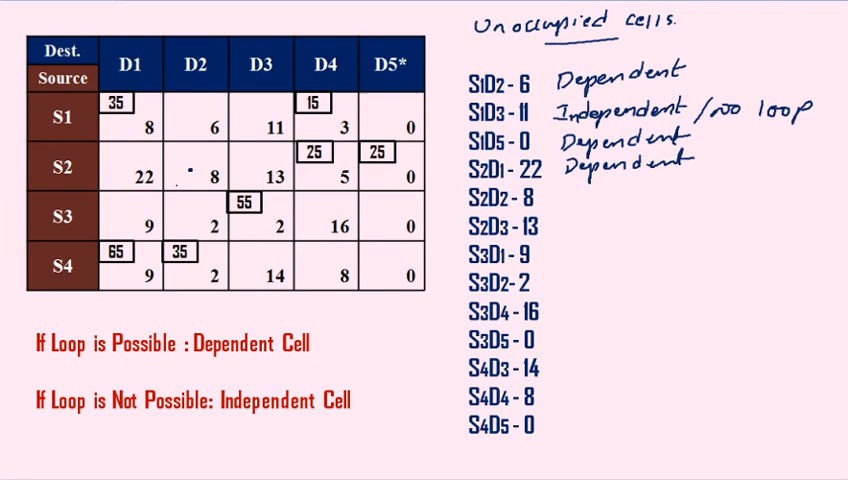 Unoccupied cells.
Dest. D1 D2 D3 D4 D5*
Source
35 15
S1 8 6 11 3 0
25 25
S2 22 8 13 5 0
55
S3 9 2 2 16 0
65 35
S4 9 2 14 8 0
If Loop is Possible : Dependent Cell
If Loop is Not Possible: Independent Cell
S1D2 - 6 Dependent
S1D3 - 11 Independent / no loop
S1D5 - 0 Dependent
S2D1 - 22 Dependent
S2D2 - 8
S2D3 - 13
S3D1 - 9
S3D2 - 2
S3D4 - 16
S3D5 - 0
S4D3 - 14
S4D4 - 8
S4D5 - 0